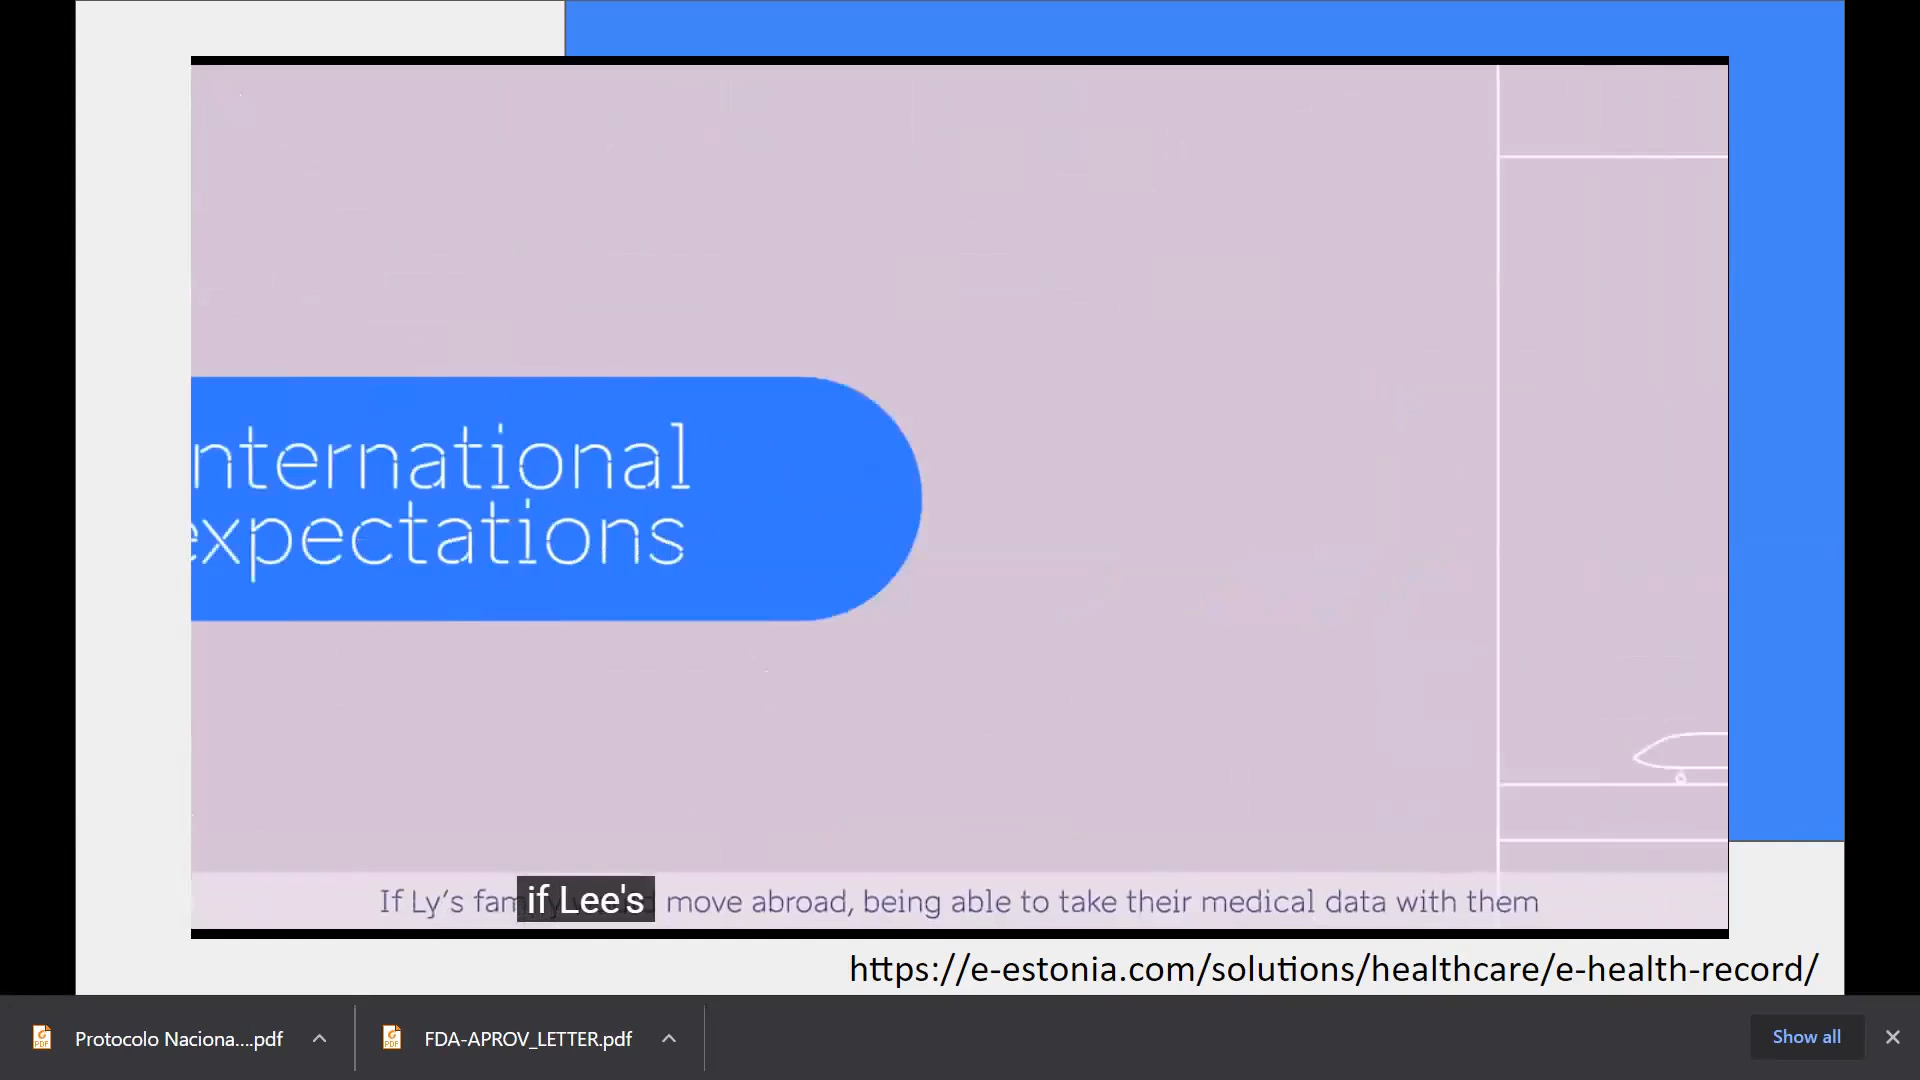 nternational
expectations
If Ly's fam
if Lee's
move abroad, being able to take their medical data with them
https://e-estonia.com/solutions/healthcare/e-health-record/
Protocolo Naciona....pdf
FDA-APROV_LETTER.pdf
Show all